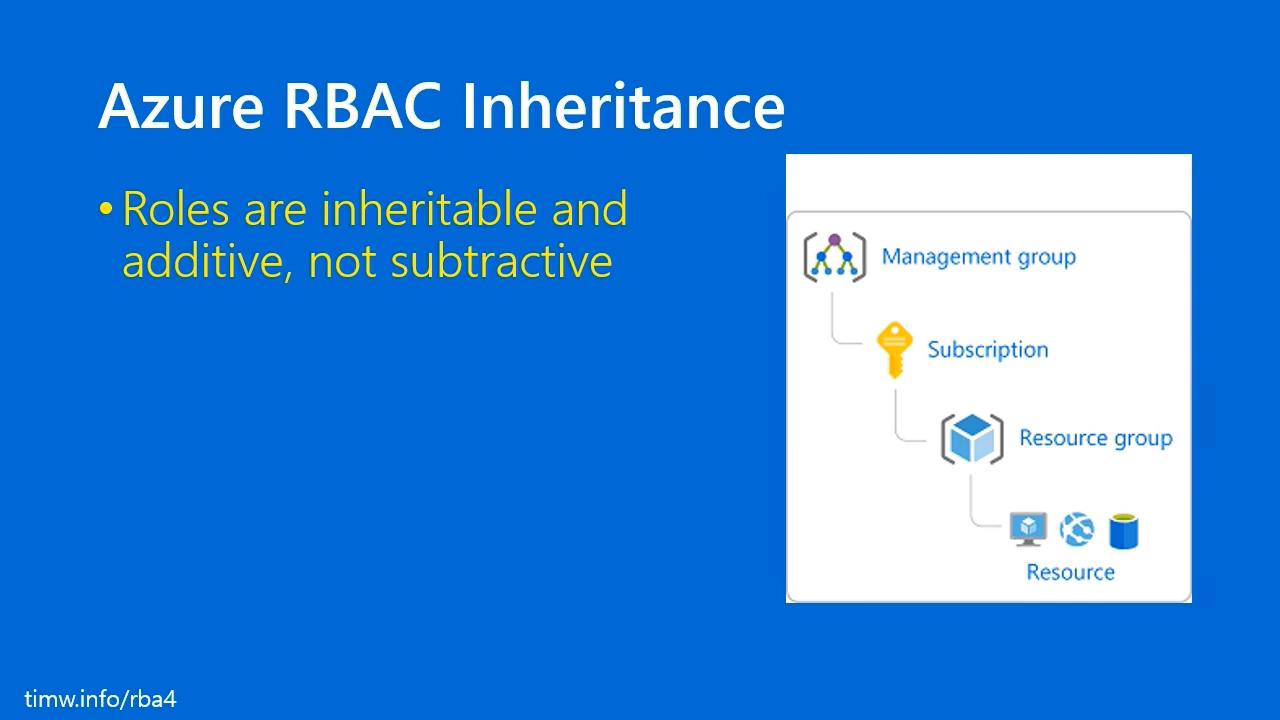 Azure RBAC Inheritance
• Roles are inheritable and
additive, not subtractive
Management group
Subscription
Resource group
Resource
timw.info/rba4